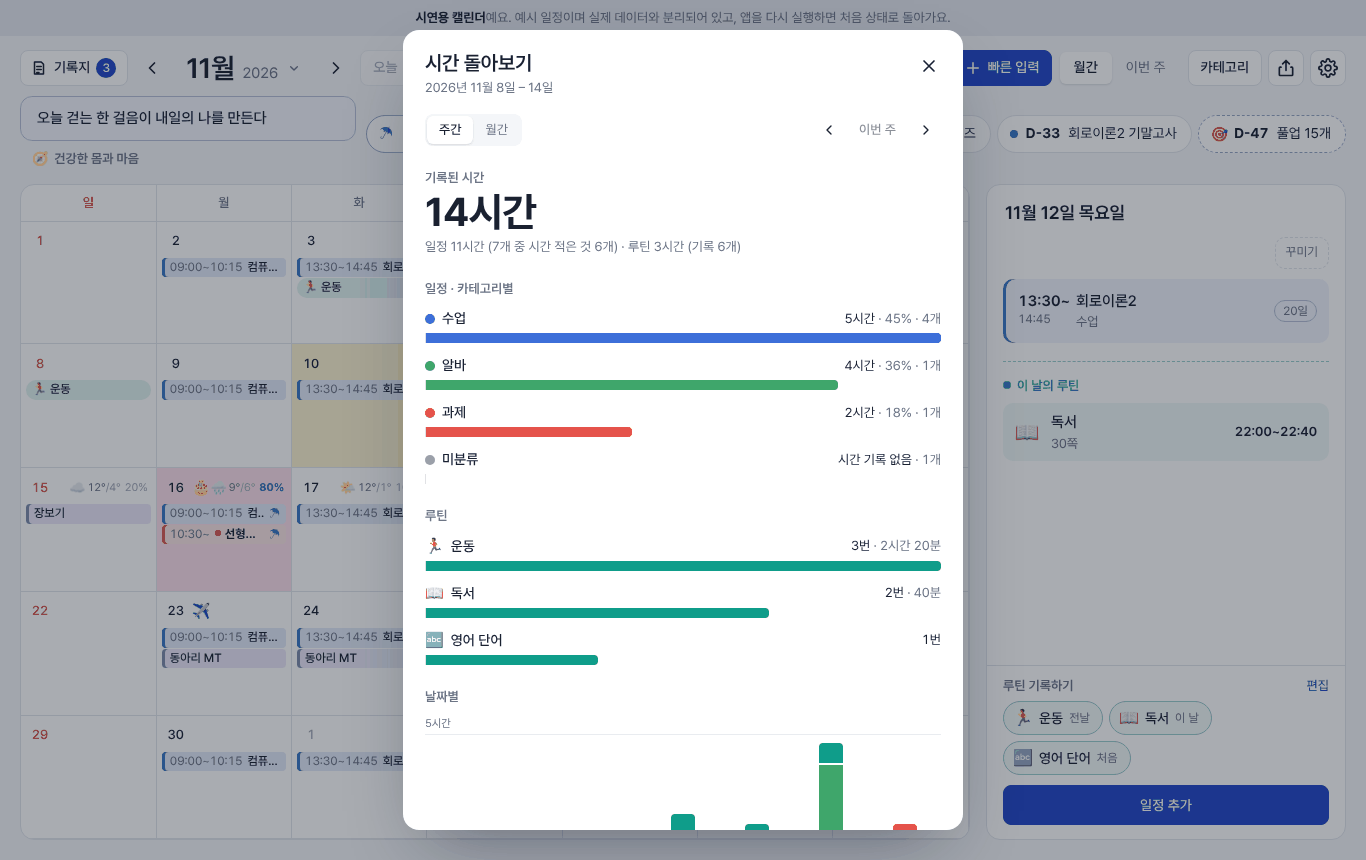 시연용 캘린더예요. 예시 일정이며 실제 데이터와 분리되어 있고, 앱을 다시 실행하면 처음 상태로 돌아가요.
기록지 3
11월 2026
오늘
빠른 입력
월간
이번 주
카테고리
오늘 걷는 한 걸음이 내일의 나를 만든다
건강한 몸과 마음
즈
D-33 회로이론2 기말고사
D-47 풀업 15개
일 월 화
1 2 3
09:00~10:15 컴퓨...
13:30~14:45 회로
운동
8 9 10
운동
09:00~10:15 컴퓨...
13:30~14:45 회로
15 12°/4° 20%
16 9°/6° 80%
17 12°/1°
장보기
09:00~10:15 컴..
13:30~14:45 회로
10:30~ 선형...
22 23 24
09:00~10:15 컴퓨...
13:30~14:45 회로
동아리 MT
동아리 MT
29 30 1
09:00~10:15 컴퓨...
13:30~14:45 회로
시간 돌아보기
2026년 11월 8일 – 14일
주간 월간
이번 주
기록된 시간
14시간
일정 11시간 (7개 중 시간 적은 것 6개) · 루틴 3시간 (기록 6개)
일정 · 카테고리별
수업 5시간 · 45% · 4개
알바 4시간 · 36% · 1개
과제 2시간 · 18% · 1개
미분류 시간 기록 없음 · 1개
루틴
운동 3번 · 2시간 20분
독서 2번 · 40분
abc 영어 단어 1번
날짜별
5시간
11월 12일 목요일
꾸미기
13:30~ 회로이론2
14:45 수업
20일
이 날의 루틴
독서
30쪽
22:00~22:40
루틴 기록하기 편집
운동 전날
독서 이 날
abc 영어 단어 처음
일정 추가